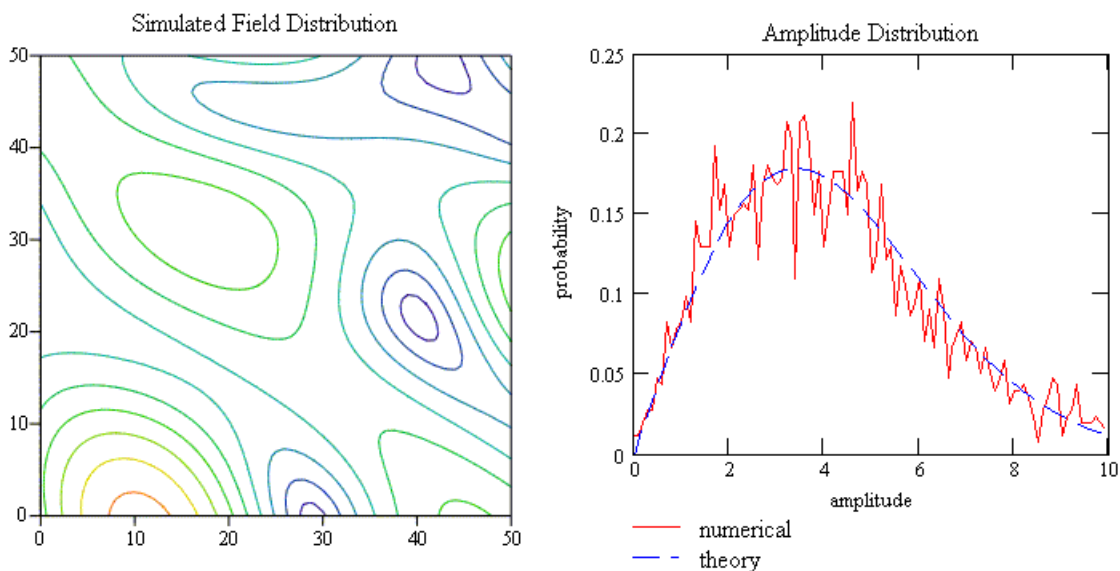 Simulated Field Distribution
50
40
30
20
10
0
0 10 20 30 40 50
Amplitude Distribution
0.25
0.2
0.15
0.1
0.05
0
probability
0 2 4 6 8 10
amplitude
numerical
theory